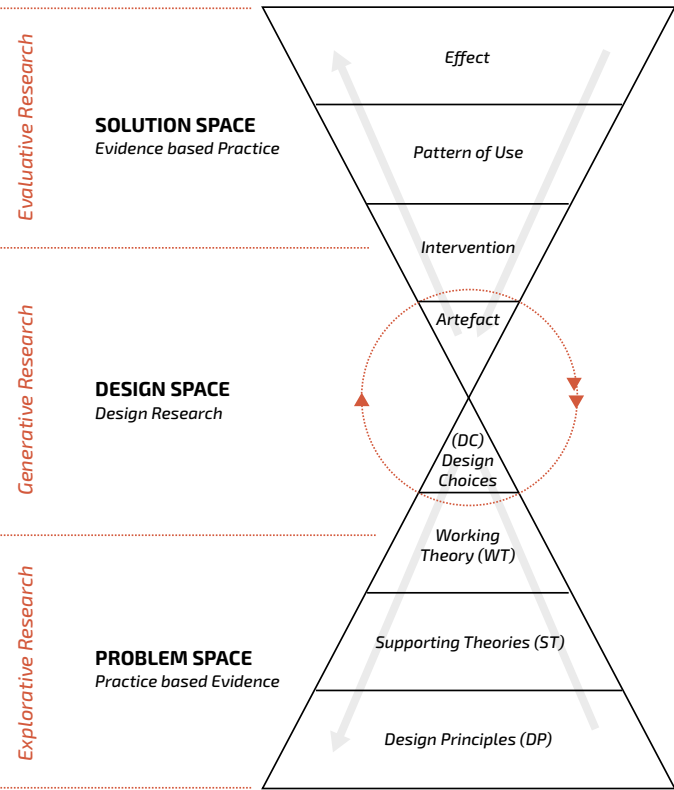 Evaluative Research
SOLUTION SPACE
Evidence based Practice
Effect
Pattern of Use
Intervention
Generative Research
DESIGN SPACE
Design Research
Artefact
(DC)
Design
Choices
Explorative Research
PROBLEM SPACE
Practice based Evidence
Working
Theory (WT)
Supporting Theories (ST)
Design Principles (DP)